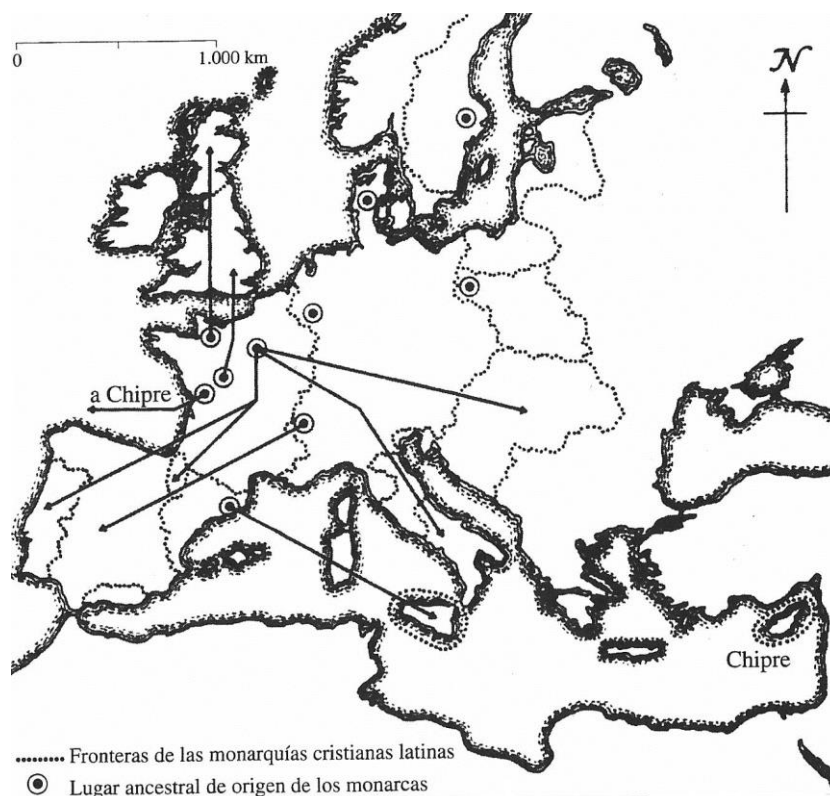 0
1.000 km
N
a Chipre
Chipre
Fronteras de las monarquías cristianas latinas
Lugar ancestral de origen de los monarcas